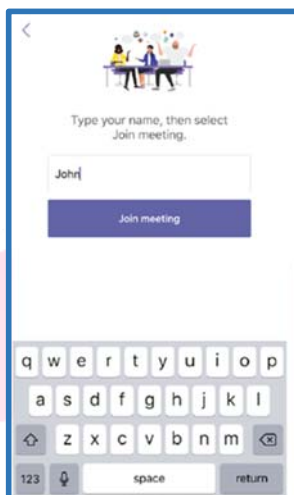 Type your name, then select
Join meeting.
John
Join meeting
q w e r t y u i o p
a s d f g h j k l
z x c v b n m
123 space return